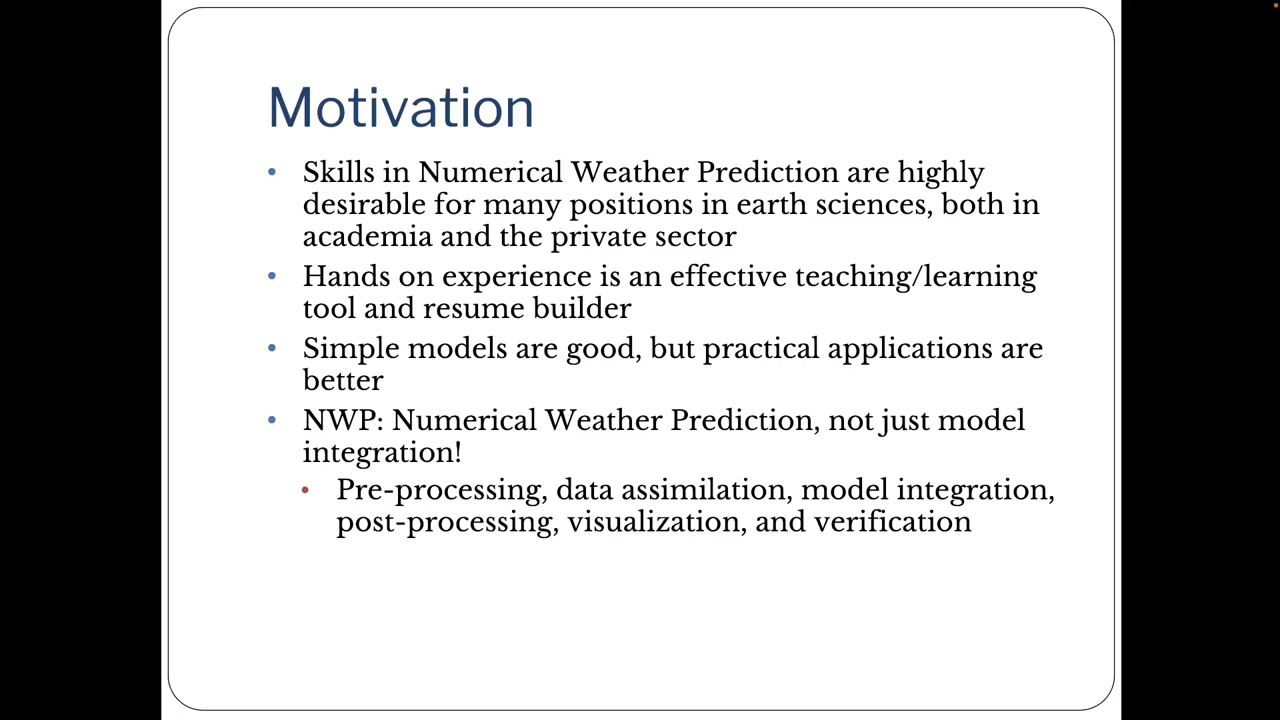 Motivation
• Skills in Numerical Weather Prediction are highly
desirable for many positions in earth sciences, both in
academia and the private sector
• Hands on experience is an effective teaching/learning
tool and resume builder
• Simple models are good, but practical applications are
better
• NWP: Numerical Weather Prediction, not just model
integration!
• Pre-processing, data assimilation, model integration,
post-processing, visualization, and verification